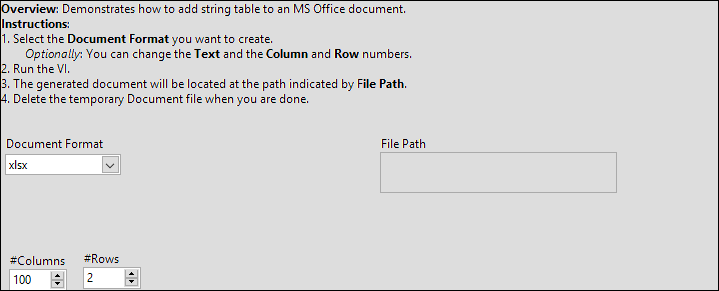 Overview: Demonstrates how to add string table to an MS Office document.
Instructions:
1. Select the Document Format you want to create.
Optionally: You can change the Text and the Column and Row numbers.
2. Run the VI.
3. The generated document will be located at the path indicated by File Path.
4. Delete the temporary Document file when you are done.
Document Format
File Path
xlsx
#Columns
#Rows
100
2